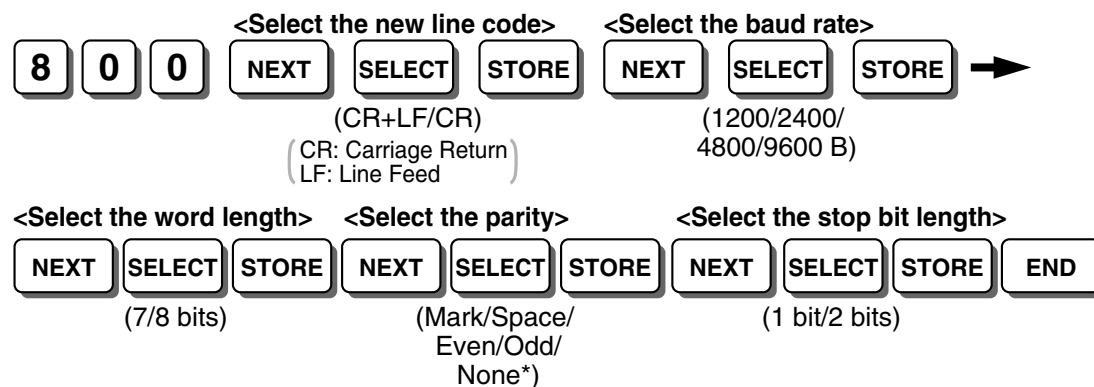 <Select the new line code> <Select the baud rate>
8 0 0 NEXT SELECT STORE NEXT SELECT STORE
(CR+LF/CR) (1200/2400/
4800/9600 B)
(CR: Carriage Return
LF: Line Feed)
<Select the word length> <Select the parity> <Select the stop bit length>
NEXT SELECT STORE NEXT SELECT STORE NEXT SELECT STORE END
(7/8 bits) (Mark/Space/
Even/Odd/
None*)
(1 bit/2 bits)